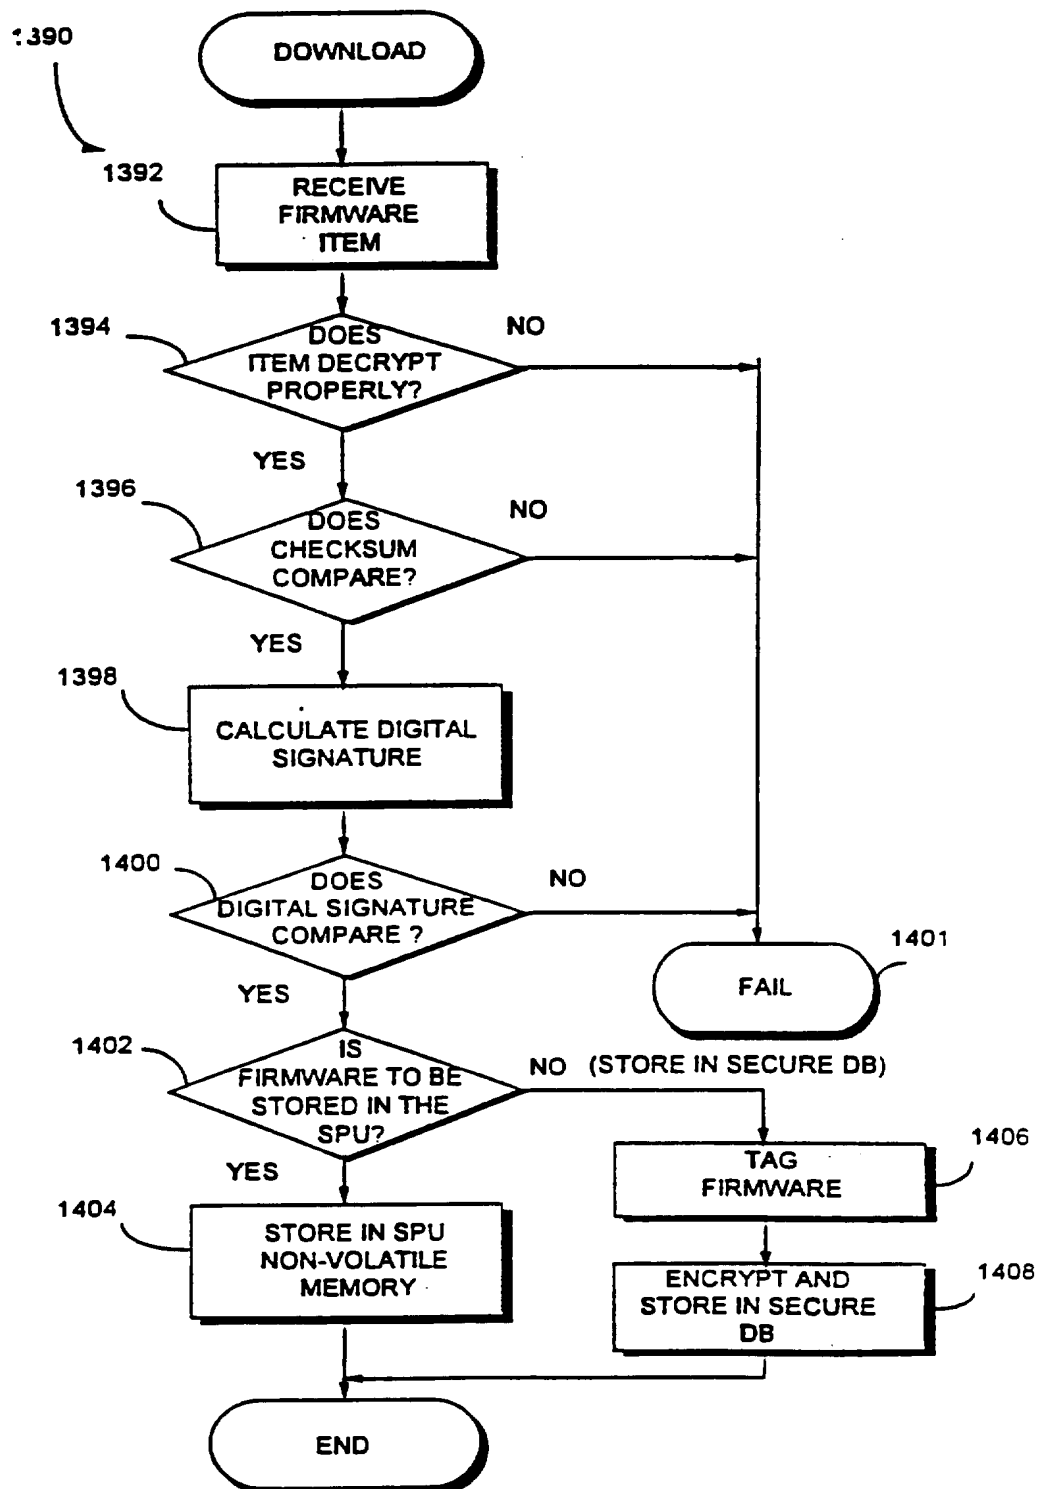 1390
DOWNLOAD
1392
RECEIVE
FIRMWARE
ITEM
1394
DOES
ITEM DECRYPT
PROPERLY?
NO
YES
1396
DOES
CHECKSUM
COMPARE?
NO
YES
1398
CALCULATE DIGITAL
SIGNATURE
1400
DOES
DIGITAL SIGNATURE
COMPARE ?
NO
YES
1401
FAIL
1402
IS
FIRMWARE TO BE
STORED IN THE
SPU?
NO (STORE IN SECURE DB)
YES
1404
STORE IN SPU
NON-VOLATILE
MEMORY
1406
TAG
FIRMWARE
1408
ENCRYPT AND
STORE IN SECURE
DB
END